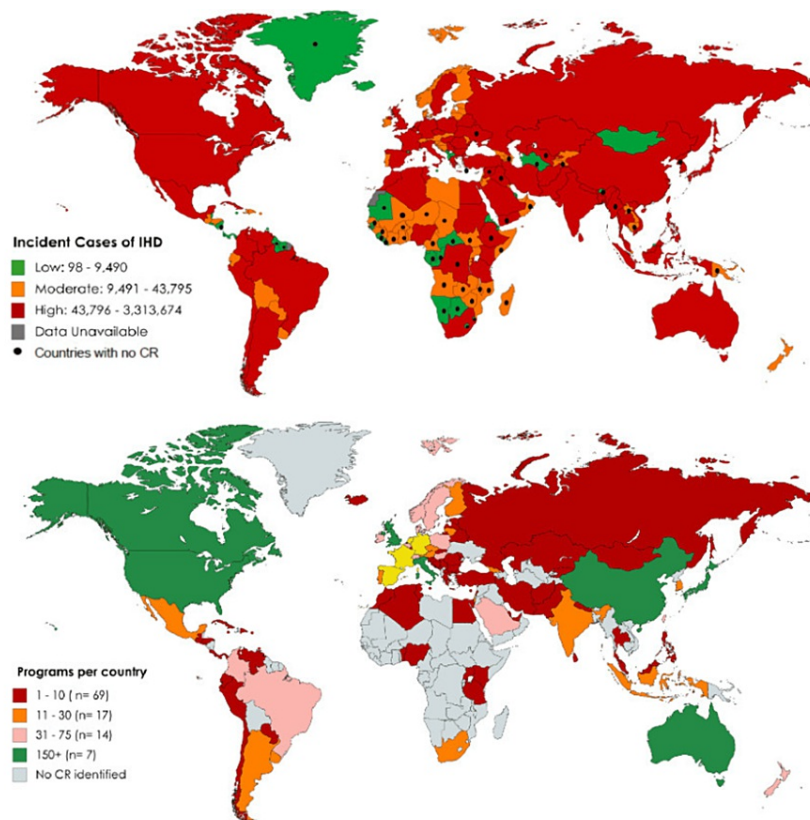 Incident Cases of IHD
Low: 98 - 9,490
Moderate: 9,491 - 43,795
High: 43,796 - 3,313,674
Data Unavailable
Countries with no CR
Programs per country
1 - 10 ( n= 69)
11 - 30 ( n= 17)
31 - 75 ( n= 14)
150+ (n= 7)
No CR identified